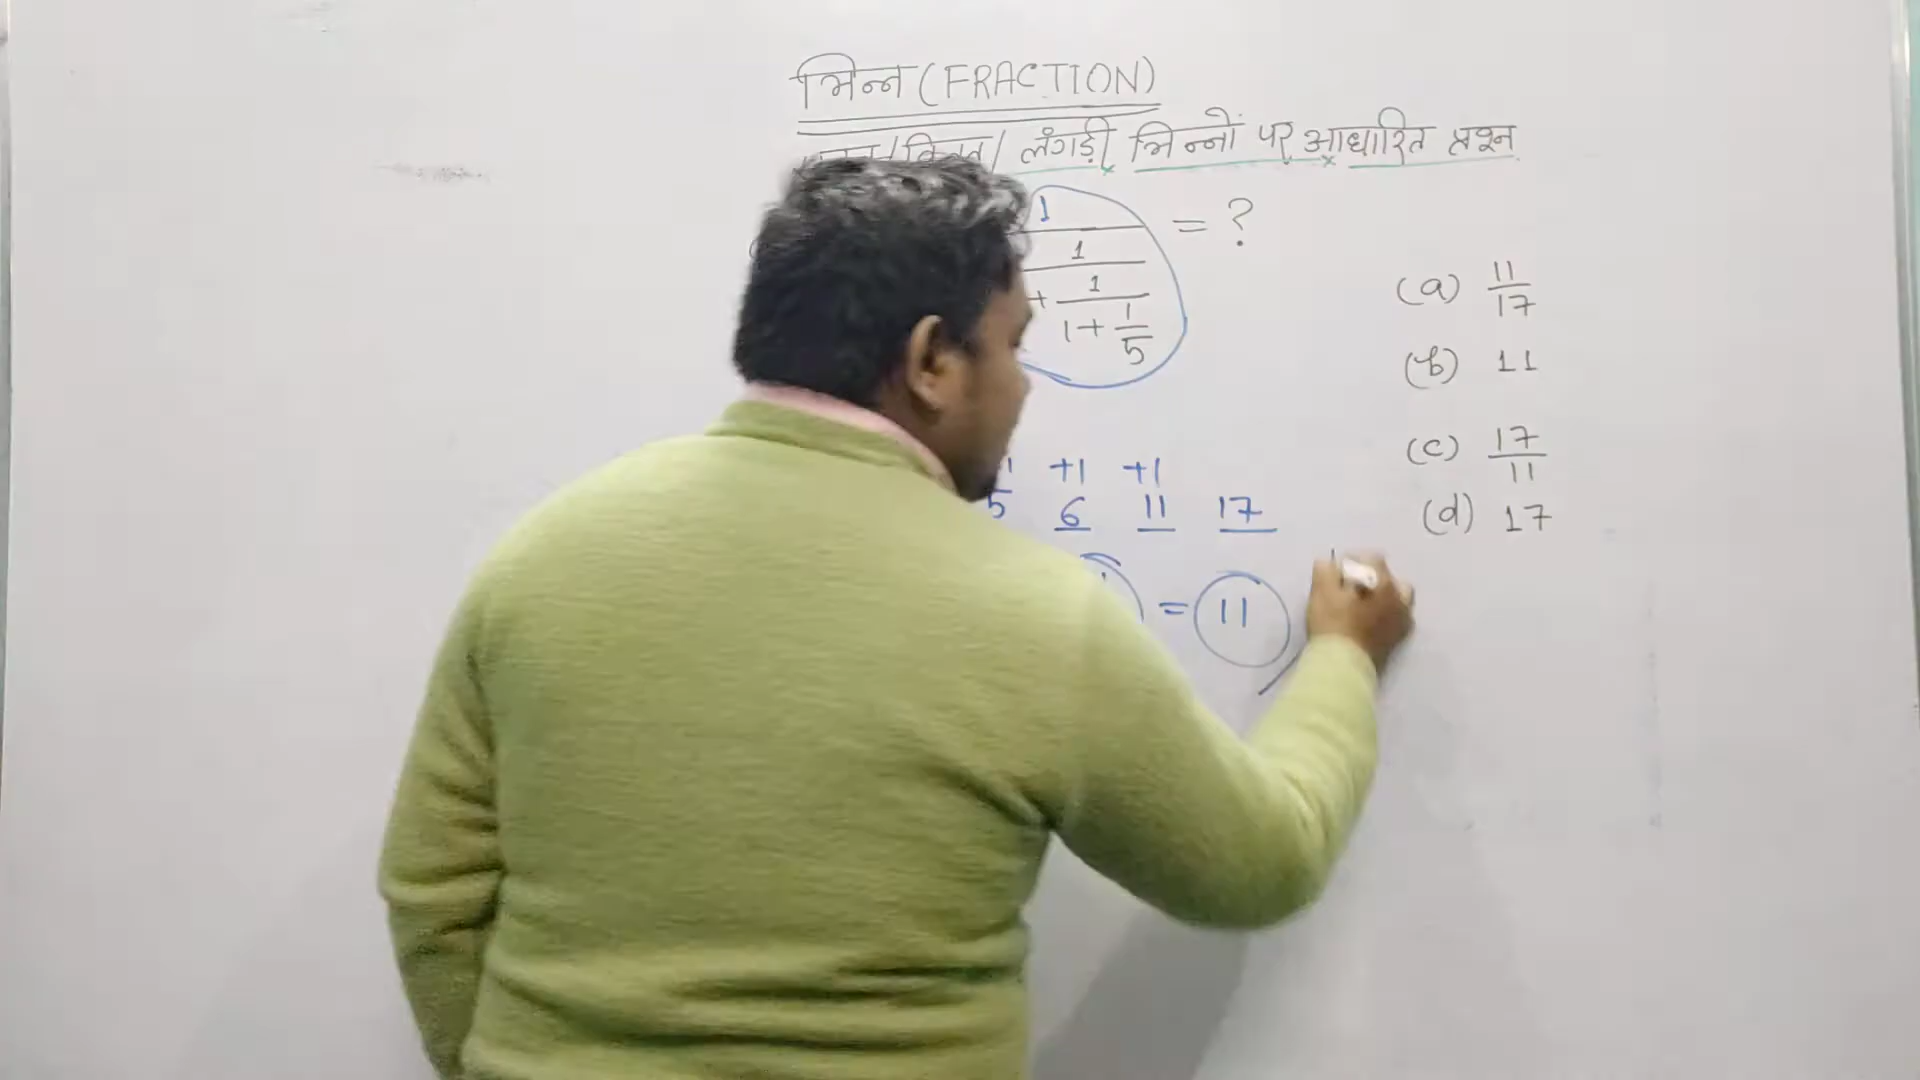 भिन्न (FRACTION)
लंगड़ी भिन्नों पर आधारित प्रश्न
1
1
+ 1
1 + 1/5
= ?
(a) 11/17
(b) 11
(c) 17/11
(d) 17
+1 +1
5 6 11 17
= 11